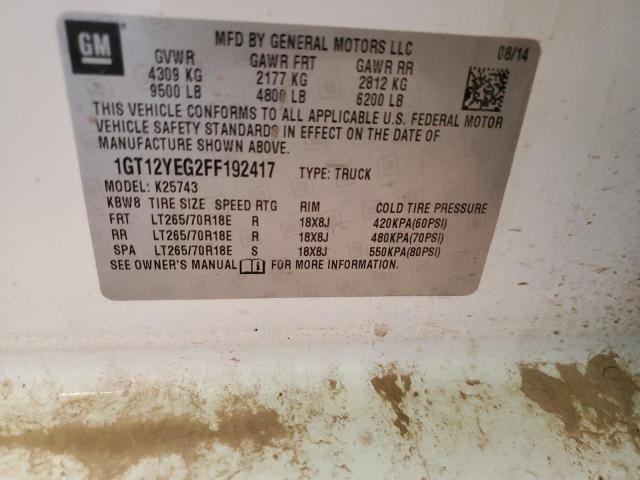 GM
MFD BY GENERAL MOTORS LLC 08/14
GVWR GAWR FRT GAWR RR
4309 KG 2177 KG 2812 KG
9500 LB 4800 LB 6200 LB
THIS VEHICLE CONFORMS TO ALL APPLICABLE U.S. FEDERAL MOTOR
VEHICLE SAFETY STANDARDS IN EFFECT ON THE DATE OF
MANUFACTURE SHOWN ABOVE.
1GT12YEG2FF192417 TYPE: TRUCK
MODEL: K25743
KBW8 TIRE SIZE SPEED RTG RIM COLD TIRE PRESSURE
FRT LT265/70R18E R 18X8J 420KPA(60PSI)
RR LT265/70R18E R 18X8J 480KPA(70PSI)
SPA LT265/70R18E S 18X8J 550KPA(80PSI)
SEE OWNER'S MANUAL FOR MORE INFORMATION.